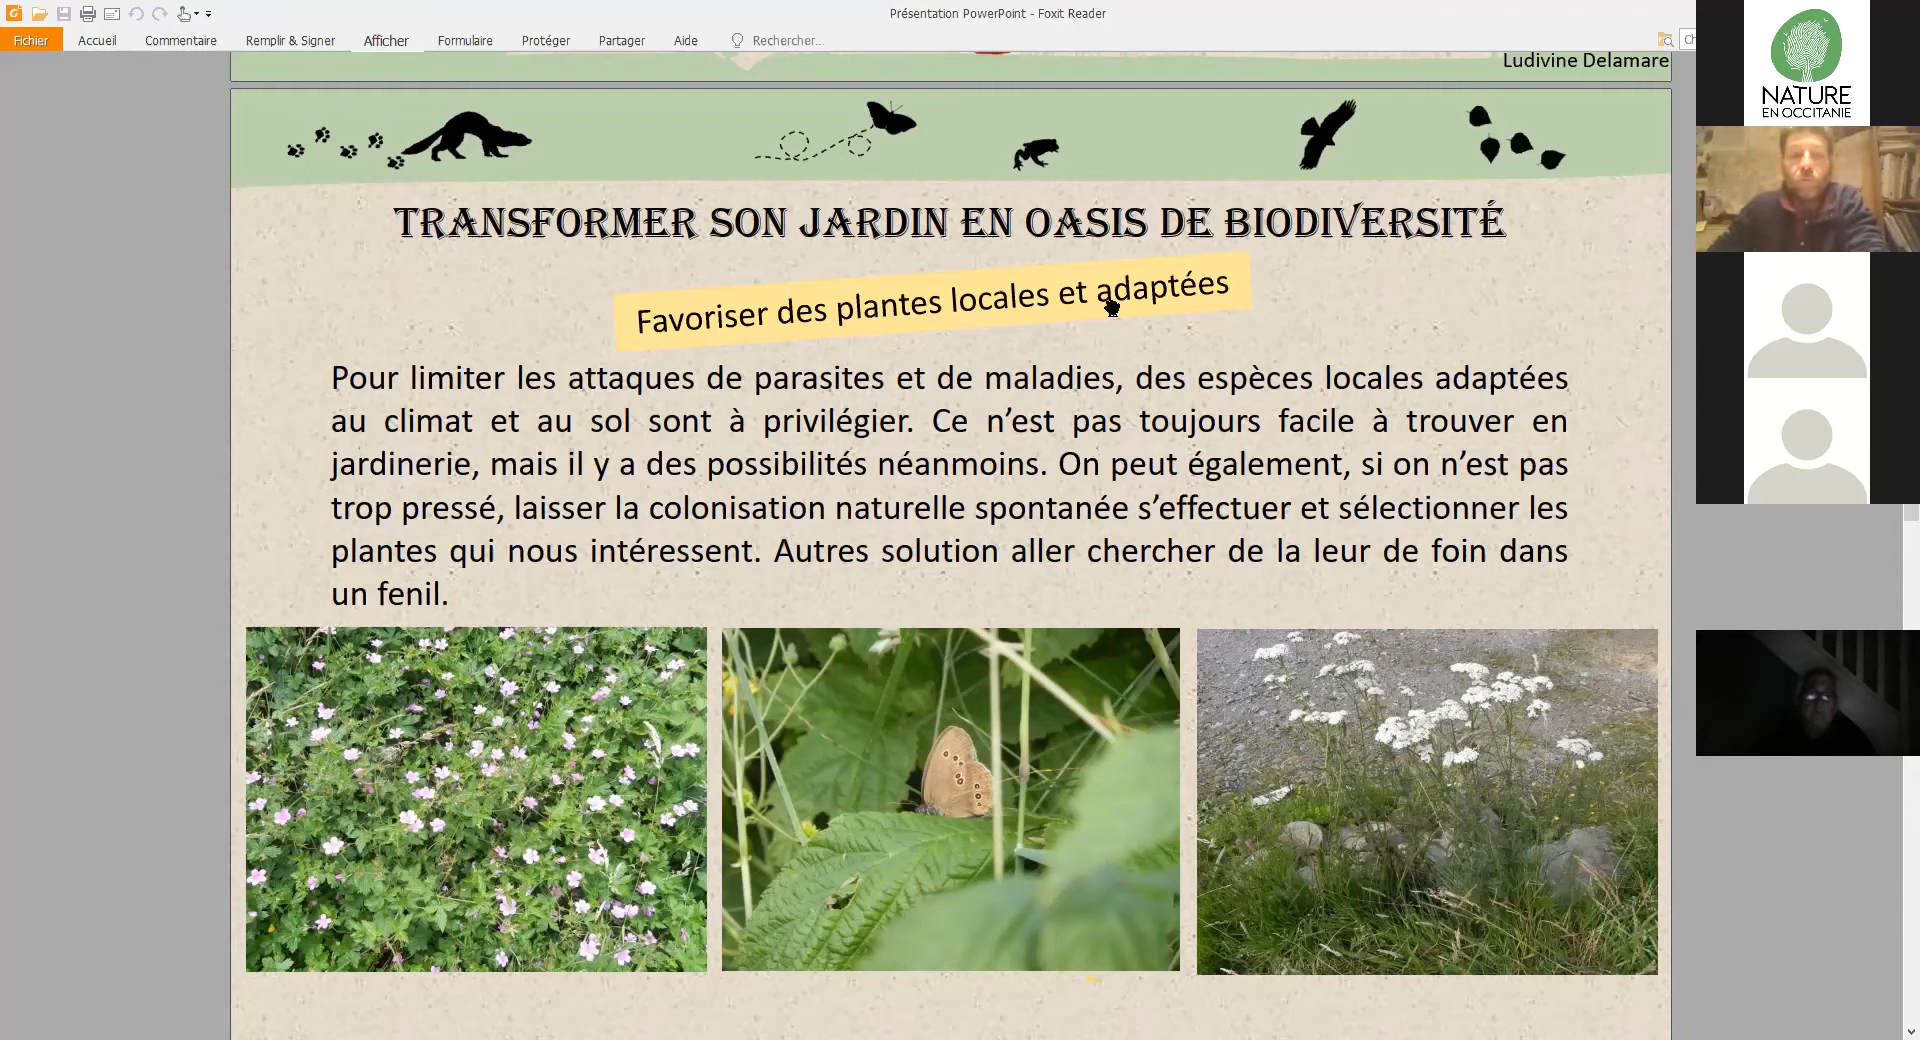 Présentation PowerPoint - Foxit Reader
Fichier Accueil Commentaire Remplir & Signer Afficher Formulaire Protéger Partager Aide Rechercher...
Ludivine Delamare
NATURE
EN OCCITANIE
TRANSFORMER SON JARDIN EN OASIS DE BIODIVERSITÉ
Favoriser des plantes locales et adaptées
Pour limiter les attaques de parasites et de maladies, des espèces locales adaptées
au climat et au sol sont à privilégier. Ce n’est pas toujours facile à trouver en
jardinerie, mais il y a des possibilités néanmoins. On peut également, si on n’est pas
trop pressé, laisser la colonisation naturelle spontanée s’effectuer et sélectionner les
plantes qui nous intéressent. Autres solution aller chercher de la leur de foin dans
un fenil.